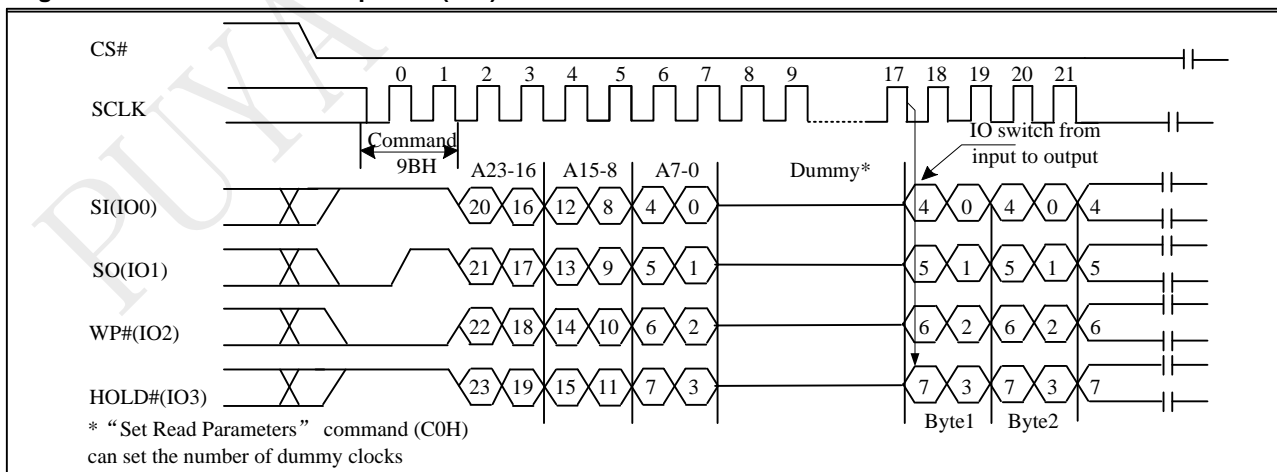 PUYA
CS#
0 1 2 3 4 5 6 7 8 9 17 18 19 20 21
SCLK
IO switch from
input to output
Command
9BH
A23-16 A15-8 A7-0 Dummy*
SI(IO0) 20 16 12 8 4 0 4 0 4 0 4
SO(IO1) 21 17 13 9 5 1 5 1 5 1 5
WP#(IO2) 22 18 14 10 6 2 6 2 6 2 6
HOLD#(IO3) 23 19 15 11 7 3 7 3 7 3 7
Byte1 Byte2
* “Set Read Parameters” command (C0H)
can set the number of dummy clocks